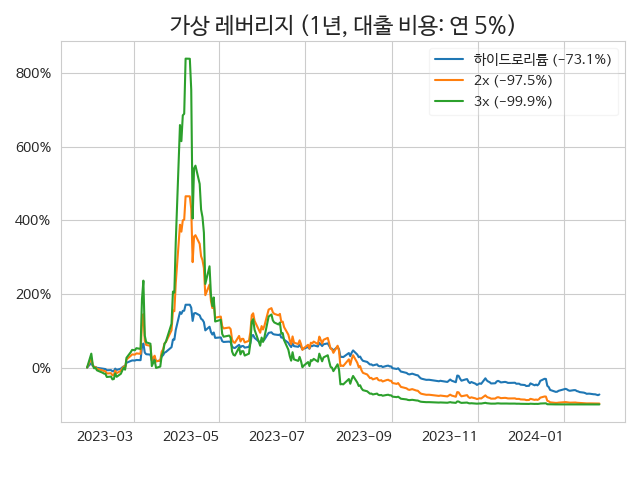 가상 레버리지 (1년, 대출 비용: 연 5%)
하이드로리튬 (-73.1%)
2x (-97.5%)
3x (-99.9%)
800%
600%
400%
200%
0%
2023-03 2023-05 2023-07 2023-09 2023-11 2024-01